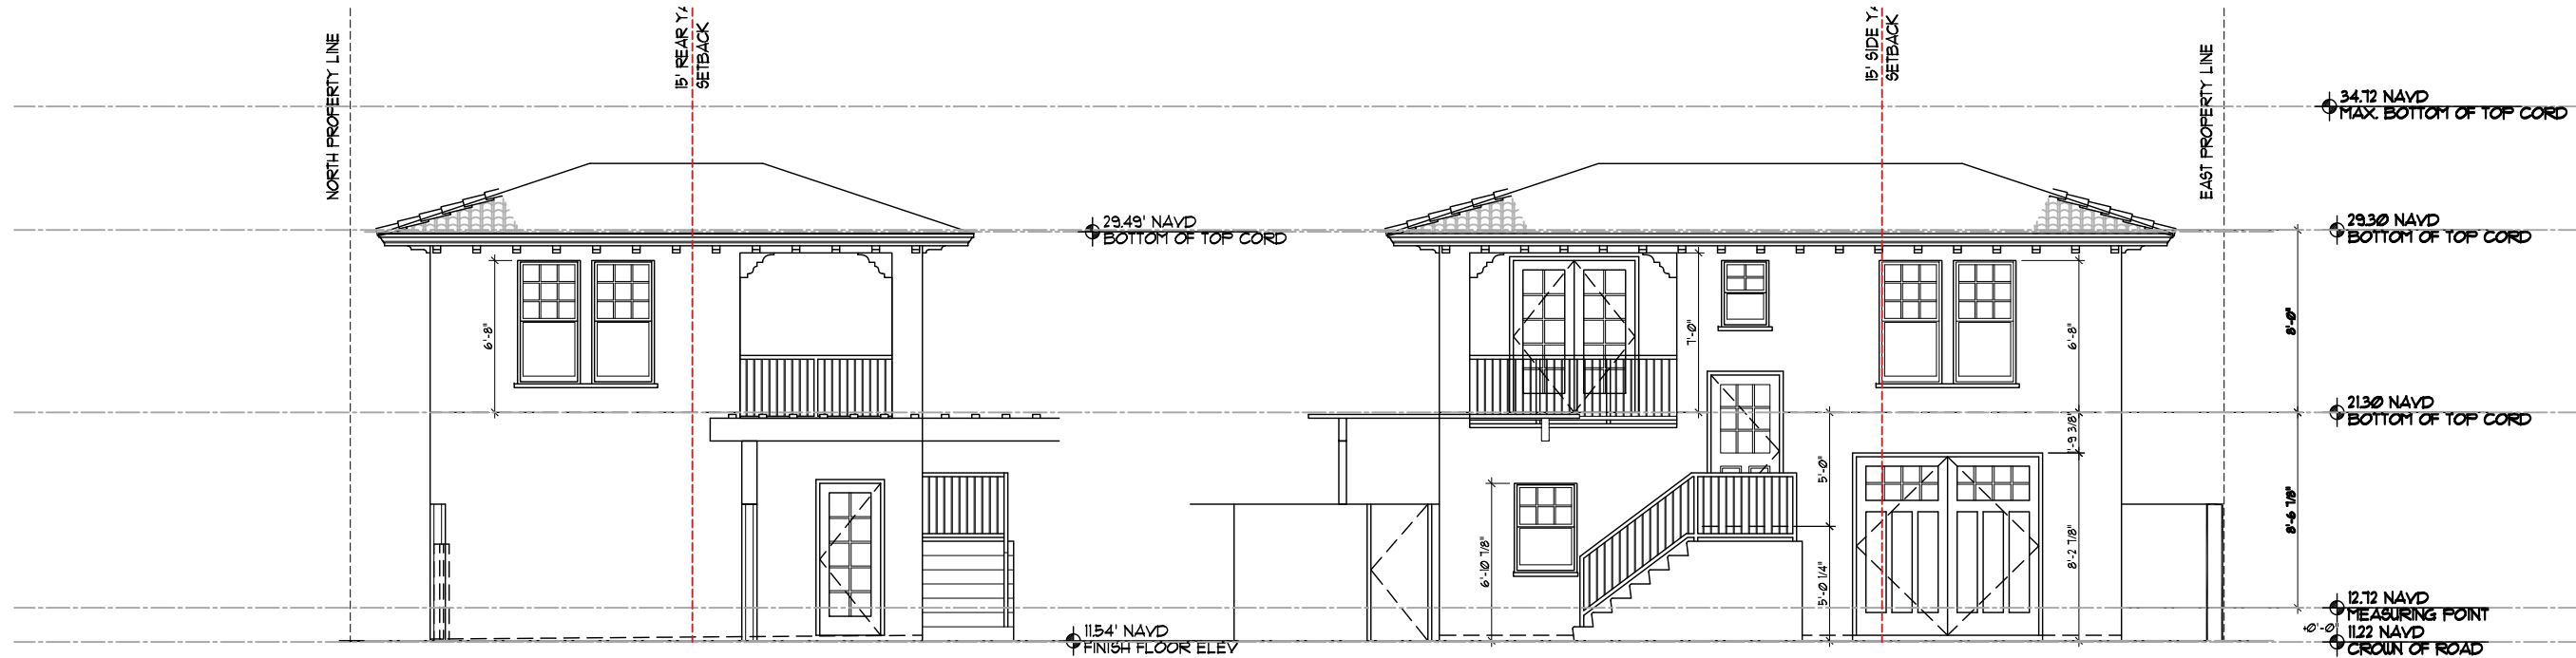 NORTH PROPERTY LINE
15' REAR
SETBACK
15' SIDE
SETBACK
EAST PROPERTY LINE
34.72 NAVD
MAX. BOTTOM OF TOP CORD
29.49' NAVD
BOTTOM OF TOP CORD
29.30 NAVD
BOTTOM OF TOP CORD
6'-8"
7'-0"
6'-8"
8'-0"
21.30 NAVD
BOTTOM OF TOP CORD
1'-9 3/8"
5'-0"
8'-6 7/8"
6'-10 7/8"
5'-0 1/4"
8'-2 7/8"
12.72 NAVD
MEASURING POINT
11.54' NAVD
FINISH FLOOR ELEV
11.22 NAVD
CROWN OF ROAD